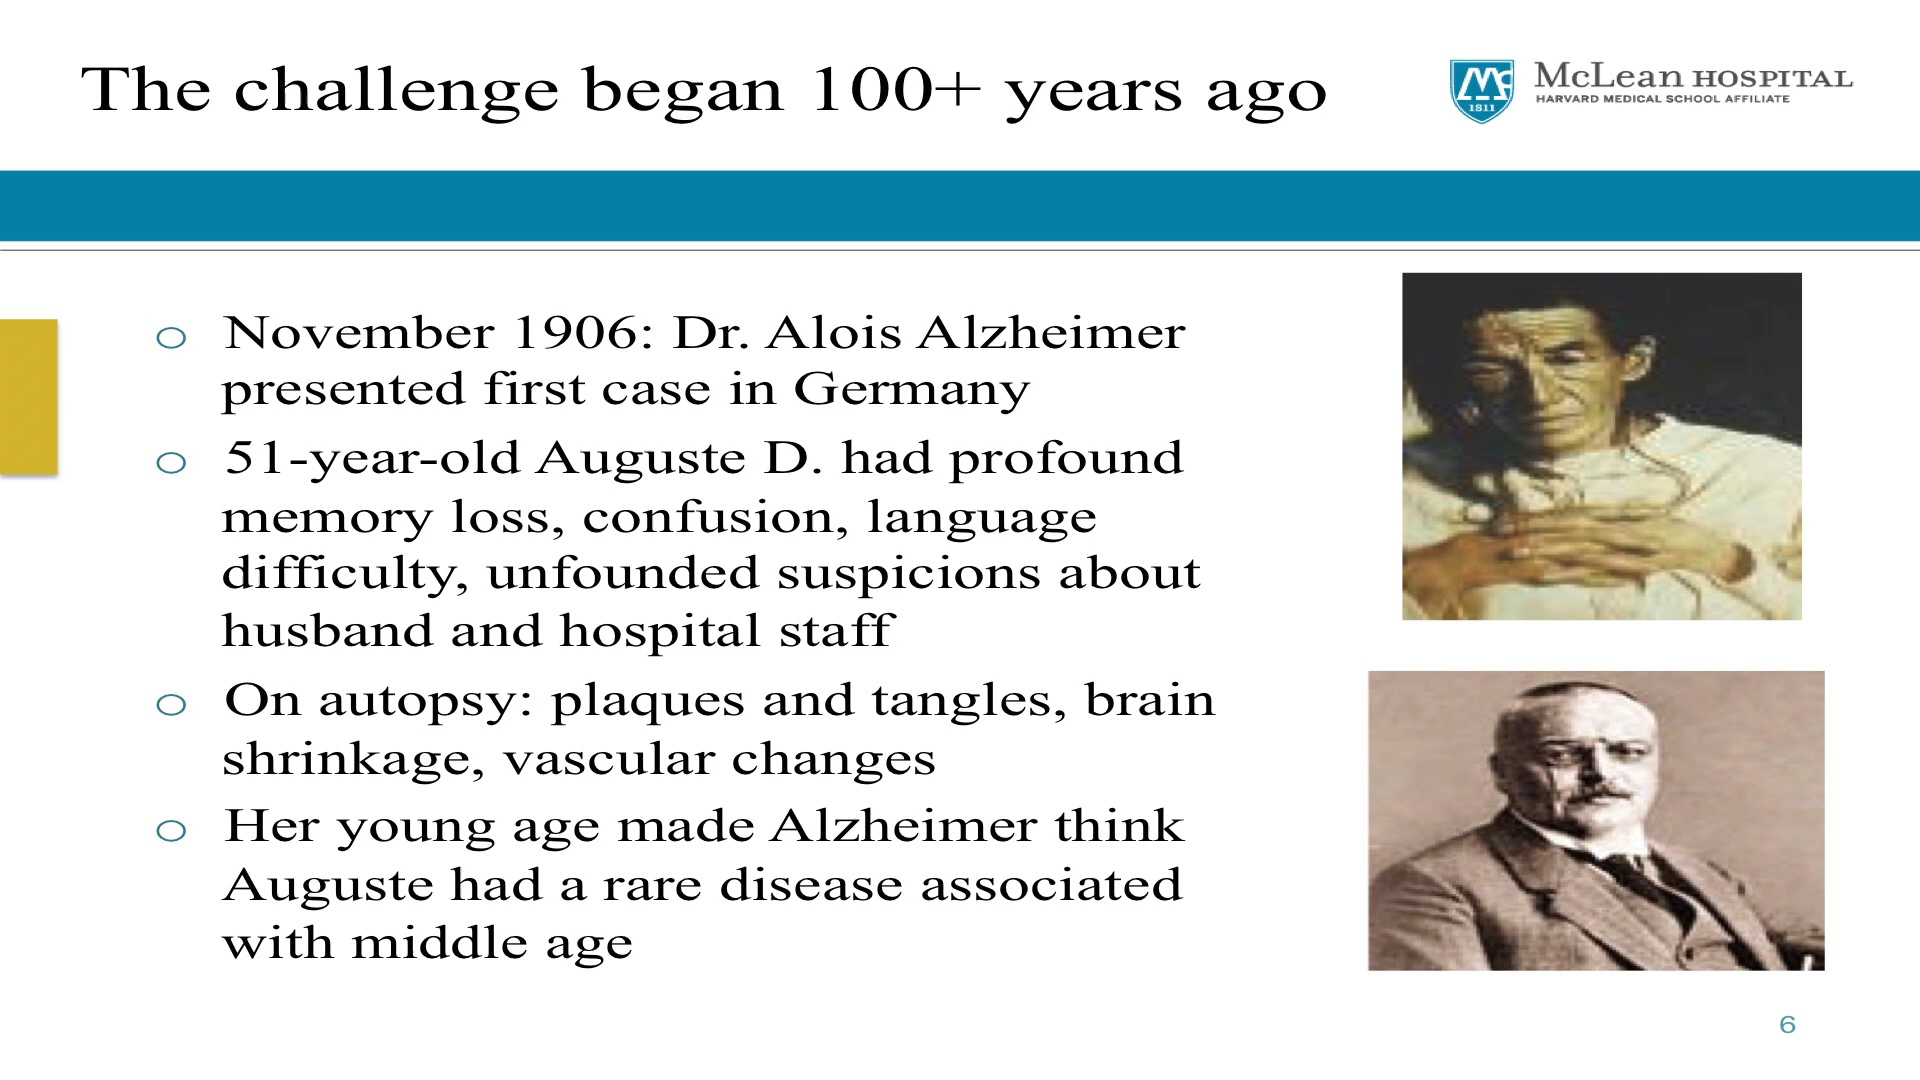 The challenge began 100+ years ago
McLean HOSPITAL
HARVARD MEDICAL SCHOOL AFFILIATE
1811
o November 1906: Dr. Alois Alzheimer
presented first case in Germany
o 51-year-old Auguste D. had profound
memory loss, confusion, language
difficulty, unfounded suspicions about
husband and hospital staff
o On autopsy: plaques and tangles, brain
shrinkage, vascular changes
o Her young age made Alzheimer think
Auguste had a rare disease associated
with middle age
6